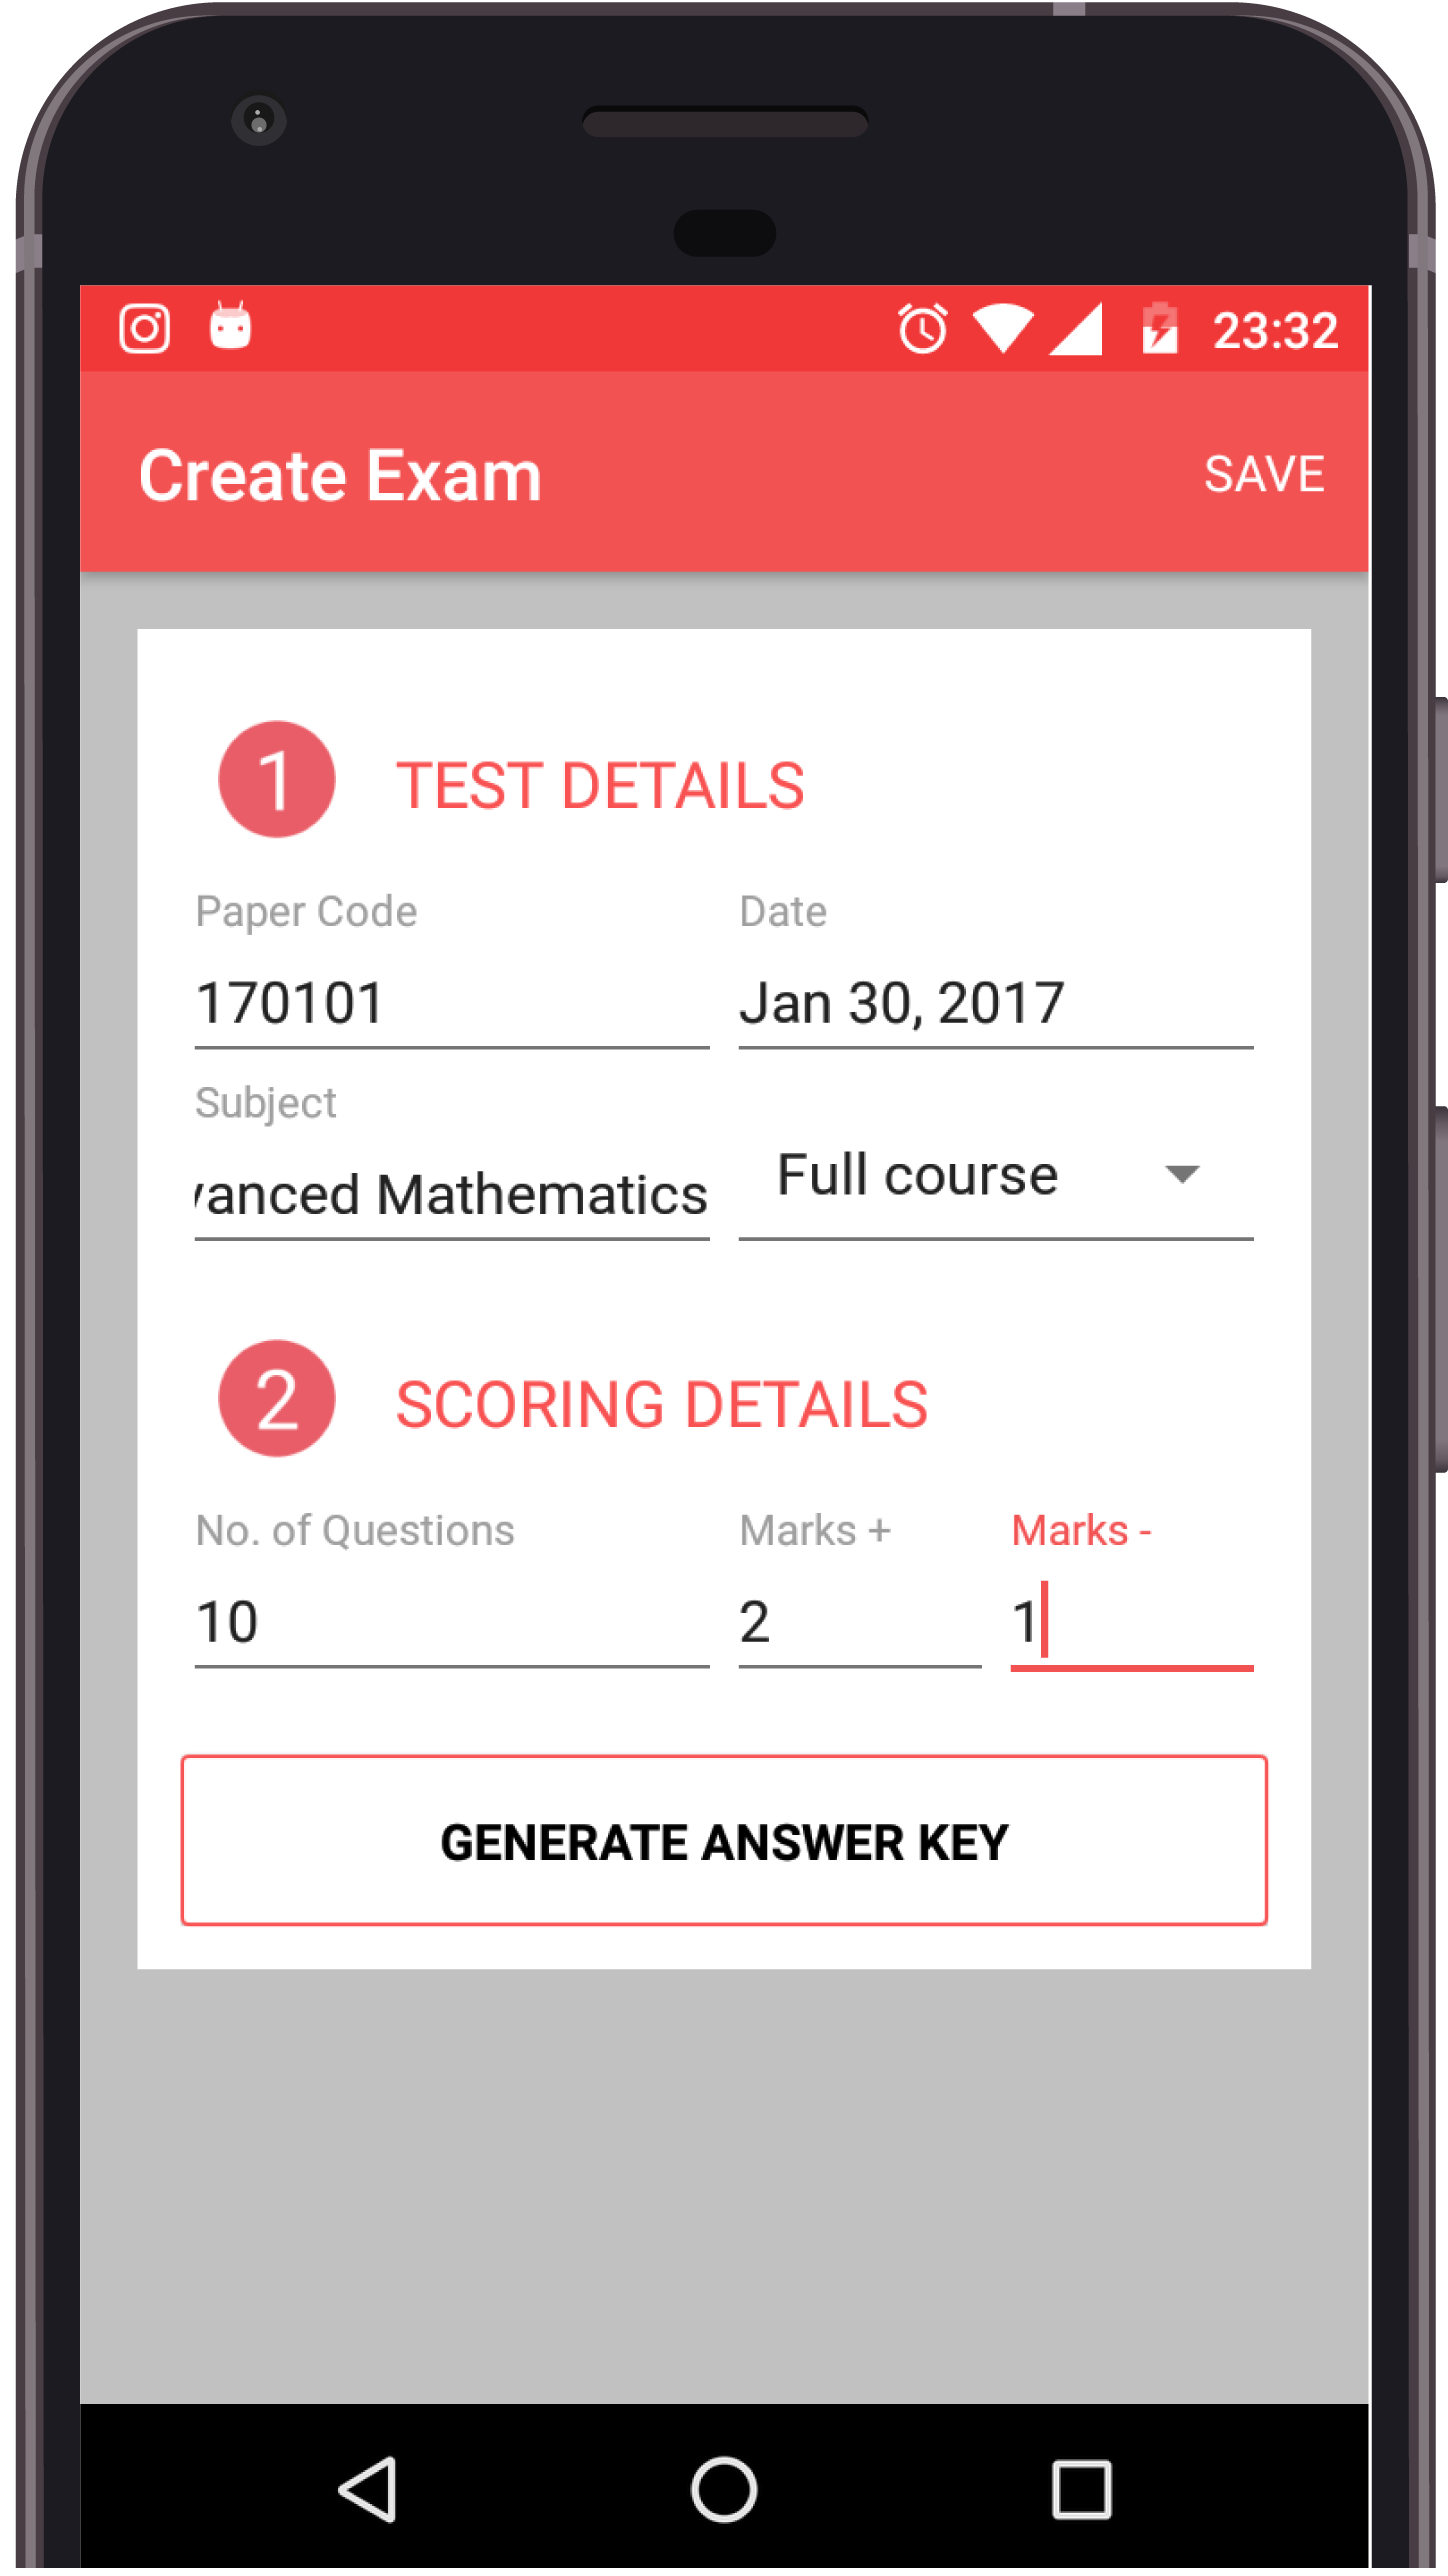 23:32
Create Exam SAVE
1 TEST DETAILS
Paper Code Date
170101 Jan 30, 2017
Subject
vanced Mathematics Full course
2 SCORING DETAILS
No. of Questions Marks + Marks -
10 2 1
GENERATE ANSWER KEY